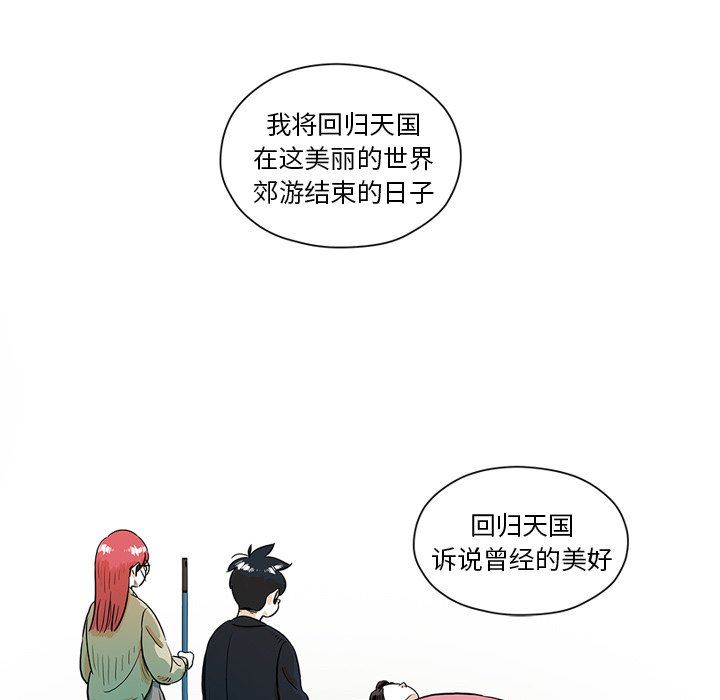 我将回归天国
在这美丽的世界
郊游结束的日子
回归天国
诉说曾经的美好